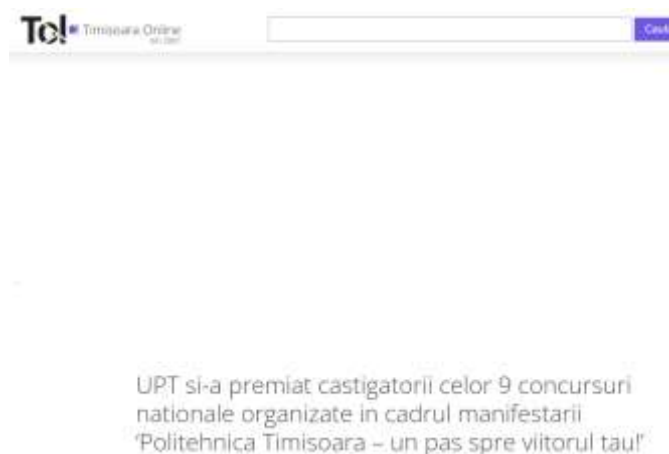 Tol Timisoara Online
UPT si-a premiat castigatorii celor 9 concursuri
nationale organizate in cadrul manifestarii
'Politehnica Timisoara – un pas spre viitorul tau!'